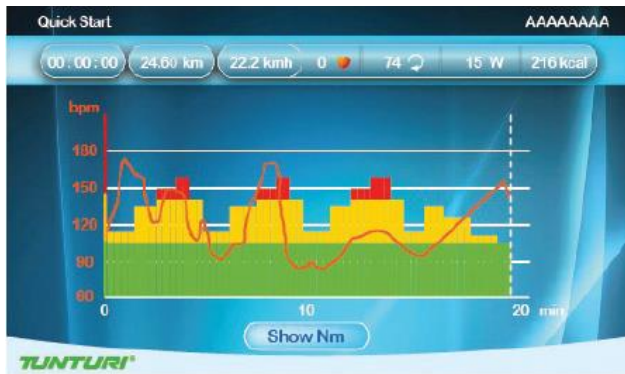 Quick Start AAAAAAAA
00:00:00 24.60 km 22.2 kmh 0 74 15 W 216 kcal
bpm
180
150
120
90
60
0 10 20 min
Show Nm
TUNTURI®